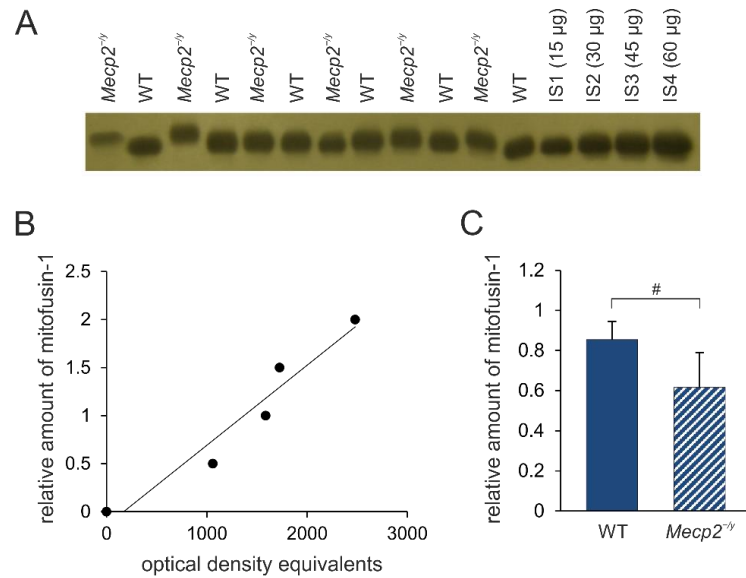 A
Mecp2⁻/ʸ
WT
Mecp2⁻/ʸ
WT
Mecp2⁻/ʸ
WT
Mecp2⁻/ʸ
WT
Mecp2⁻/ʸ
WT
Mecp2⁻/ʸ
WT
IS1 (15 µg)
IS2 (30 µg)
IS3 (45 µg)
IS4 (60 µg)
B
relative amount of mitofusin-1
2.5
2
1.5
1
0.5
0
0 1000 2000 3000
optical density equivalents
C
relative amount of mitofusin-1
1.2
1
0.8
0.6
0.4
0.2
0
#
WT Mecp2⁻/ʸ